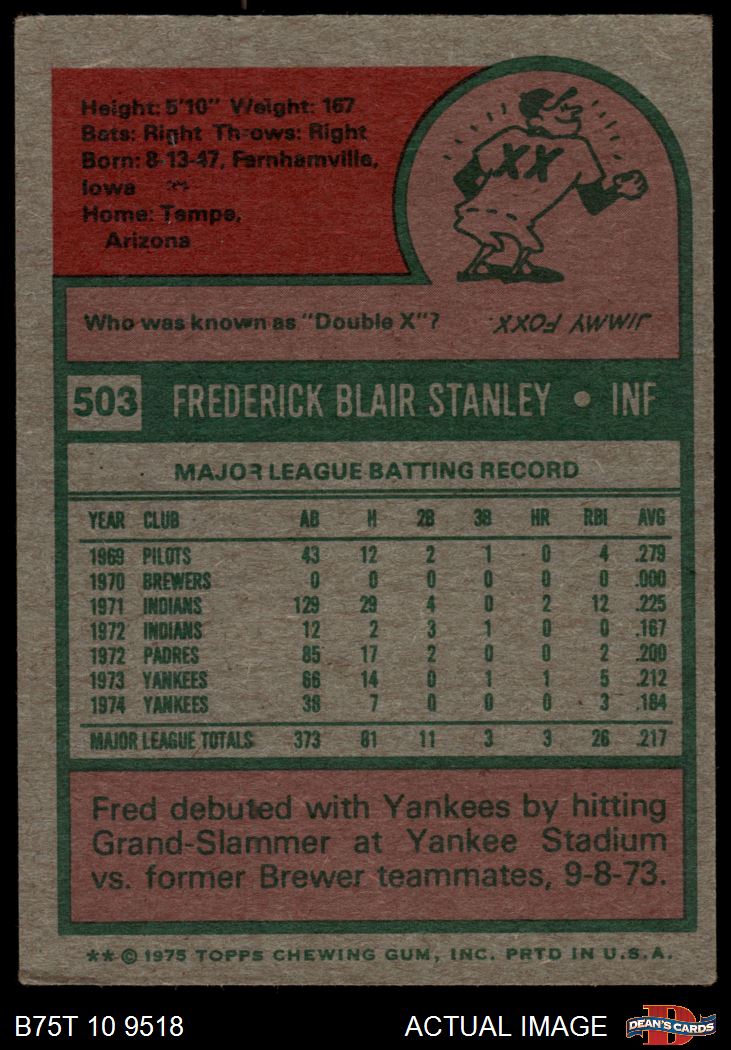 Height: 5'10" Weight: 167
Bats: Right Throws: Right
Born: 8-13-47, Farnhamville,
Iowa
Home: Tempe,
Arizona
XX
Who was known as "Double X"?
JIMMY FOXX.
503 FREDERICK BLAIR STANLEY • INF
MAJOR LEAGUE BATTING RECORD
YEAR CLUB AB H 2B 3B HR RBI AVG
1969 PILOTS 43 12 2 1 0 4 .279
1970 BREWERS 0 0 0 0 0 0 .000
1971 INDIANS 129 29 4 0 2 12 .225
1972 INDIANS 12 2 3 1 0 0 .167
1972 PADRES 85 17 2 0 0 2 .200
1973 YANKEES 66 14 0 1 1 5 .212
1974 YANKEES 38 7 0 0 0 3 .184
MAJOR LEAGUE TOTALS 373 81 11 3 3 26 .217
Fred debuted with Yankees by hitting
Grand-Slammer at Yankee Stadium
vs. former Brewer teammates, 9-8-73.
** © 1975 TOPPS CHEWING GUM, INC. PRTD IN U.S.A.
B75T 10 9518 ACTUAL IMAGE D DEAN'S CARDS